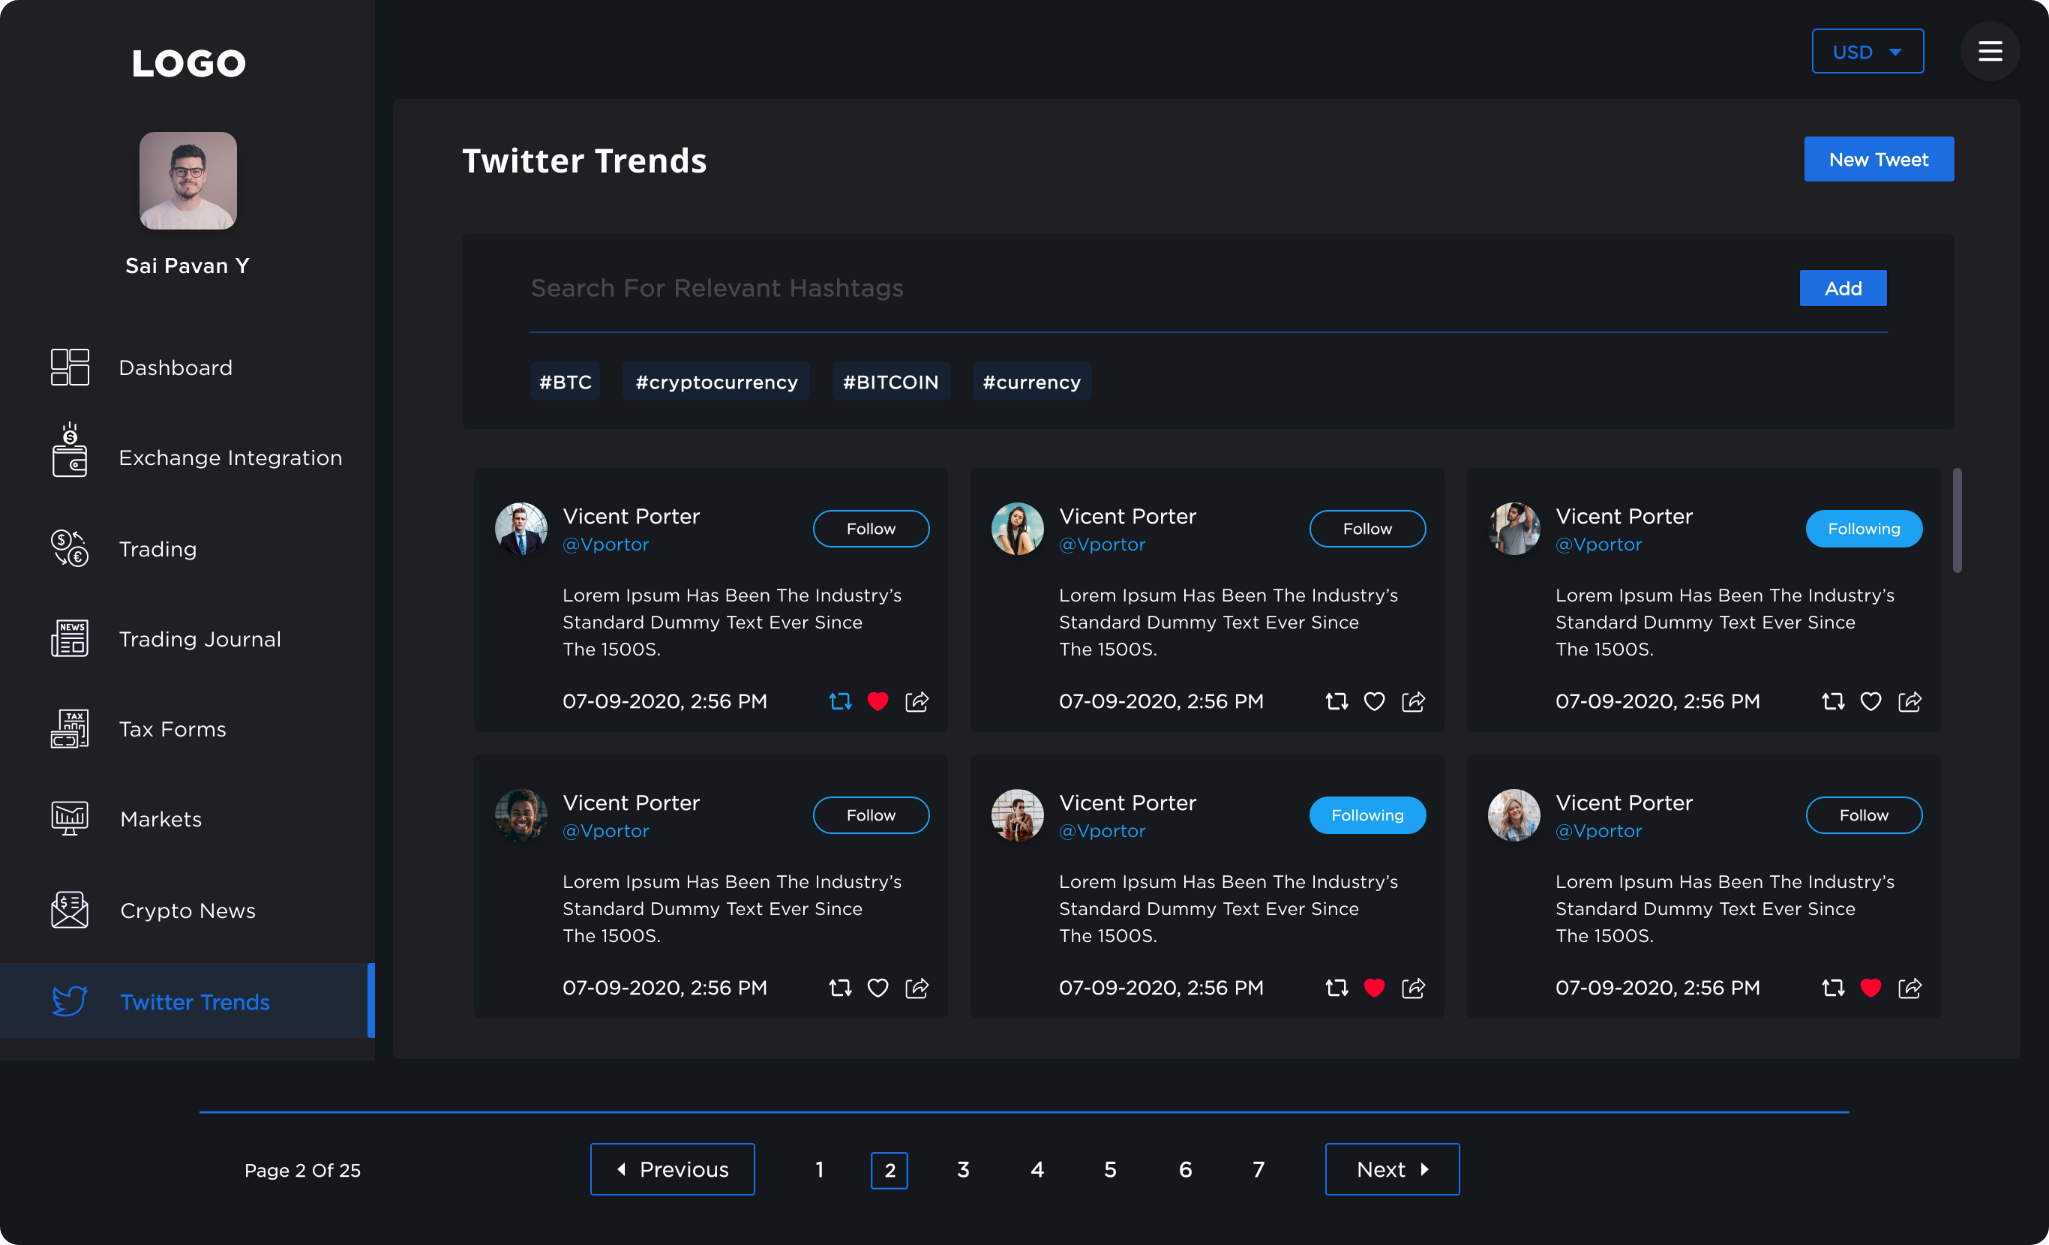 LOGO
USD
Sai Pavan Y
Dashboard
Exchange Integration
Trading
NEWS
Trading Journal
TAX
Tax Forms
Markets
Crypto News
Twitter Trends
Twitter Trends
New Tweet
Search For Relevant Hashtags
Add
#BTC #cryptocurrency #BITCOIN #currency
Vicent Porter
@Vportor
Follow
Lorem Ipsum Has Been The Industry’s
Standard Dummy Text Ever Since
The 1500S.
07-09-2020, 2:56 PM
Vicent Porter
@Vportor
Follow
Lorem Ipsum Has Been The Industry’s
Standard Dummy Text Ever Since
The 1500S.
07-09-2020, 2:56 PM
Vicent Porter
@Vportor
Following
Lorem Ipsum Has Been The Industry’s
Standard Dummy Text Ever Since
The 1500S.
07-09-2020, 2:56 PM
Vicent Porter
@Vportor
Follow
Lorem Ipsum Has Been The Industry’s
Standard Dummy Text Ever Since
The 1500S.
07-09-2020, 2:56 PM
Vicent Porter
@Vportor
Following
Lorem Ipsum Has Been The Industry’s
Standard Dummy Text Ever Since
The 1500S.
07-09-2020, 2:56 PM
Vicent Porter
@Vportor
Follow
Lorem Ipsum Has Been The Industry’s
Standard Dummy Text Ever Since
The 1500S.
07-09-2020, 2:56 PM
Page 2 Of 25
Previous 1 2 3 4 5 6 7 Next